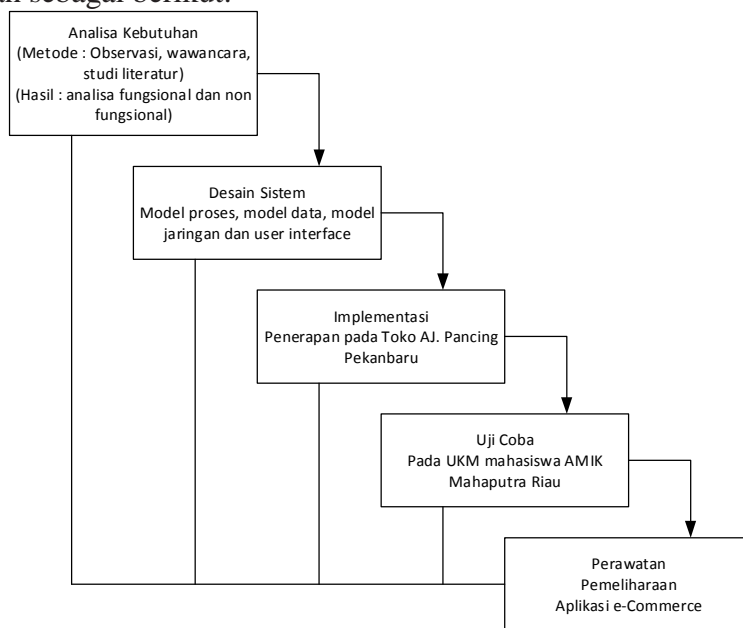 sebagai berikut:
Analisa Kebutuhan
(Metode : Observasi, wawancara,
studi literatur)
(Hasil : analisa fungsional dan non
fungsional)
Desain Sistem
Model proses, model data, model
jaringan dan user interface
Implementasi
Penerapan pada Toko AJ. Pancing
Pekanbaru
Uji Coba
Pada UKM mahasiswa AMIK
Mahaputra Riau
Perawatan
Pemeliharaan
Aplikasi e-Commerce